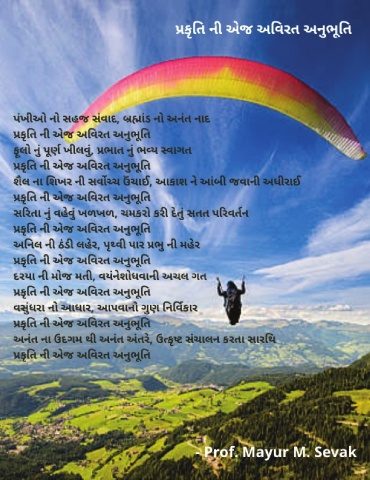 પ્રકૃતિ ની એજ અવિરત અનુભૂતિ
પંખીઓ નો સહજ સંવાદ, બ્રહ્માંડ નો અનંત નાદ
પ્રકૃતિ ની એજ અવિરત અનુભૂતિ
ફૂલો નું પૂર્ણ ખીલવું, પ્રભાત નું ભવ્ય સ્વાગત
પ્રકૃતિ ની એજ અવિરત અનુભૂતિ
શૈલ ના શિખર ની સર્વોચ્ચ ઉંચાઈ, આકાશ ને આંબી જવાની અધીરાઈ
પ્રકૃતિ ની એજ અવિરત અનુભૂતિ
સરિતા નું વહેવું ખળખળ, ચમકારો કરી દેતું સતત પરિવર્તન
પ્રકૃતિ ની એજ અવિરત અનુભૂતિ
અનિલ ની ઠંડી લહેર, પૃથ્વી પાર પ્રભુ ની મહેર
પ્રકૃતિ ની એજ અવિરત અનુભૂતિ
દરયા ની મોજ મતી, વયંનેશોધવાની અચલ ગત
પ્રકૃતિ ની એજ અવિરત અનુભૂતિ
વસુંધરા નો આધાર, આપવાનો ગુણ નિર્વિકાર
પ્રકૃતિ ની એજ અવિરત અનુભૂતિ
અનંત ના ઉદગમ થી અનંત અંતરે, ઉત્કૃષ્ટ સંચાલન કરતા સારથિ
પ્રકૃતિ ની એજ અવિરત અનુભૂતિ
- Prof. Mayur M. Sevak